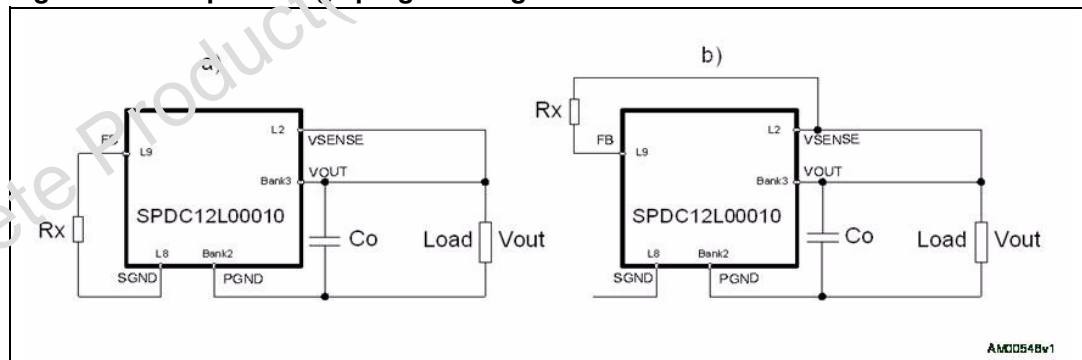 a)
FB
L9
L2
VSENSE
Bank3
VOUT
SPDC12L00010
Rx
Co
Load
Vout
L8
Bank2
SGND
PGND
b)
Rx
FB
L9
L2
VSENSE
Bank3
VOUT
SPDC12L00010
Co
Load
Vout
L8
Bank2
SGND
PGND
AM00548v1